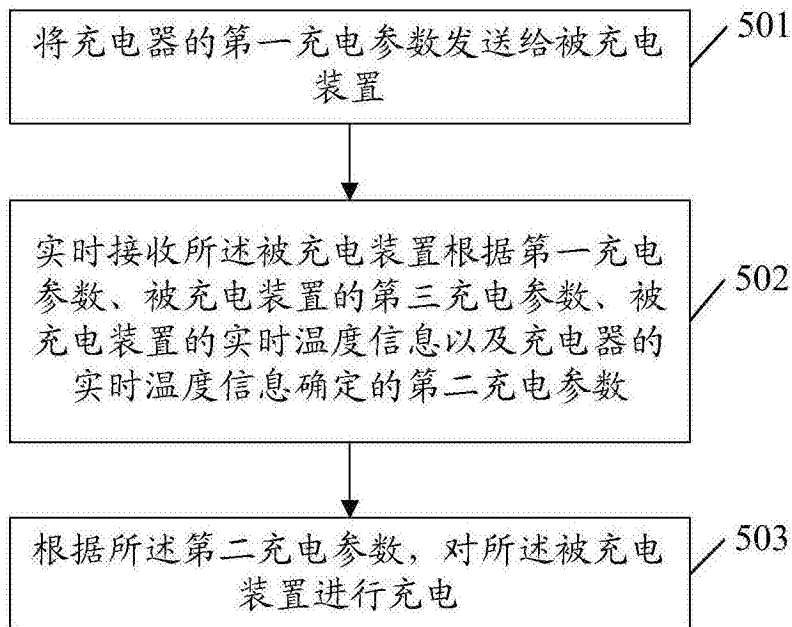 将充电器的第一充电参数发送给被充电
装置
501
实时接收所述被充电装置根据第一充电
参数、被充电装置的第三充电参数、被
充电装置的实时温度信息以及充电器的
实时温度信息确定的第二充电参数
502
根据所述第二充电参数，对所述被充电
装置进行充电
503